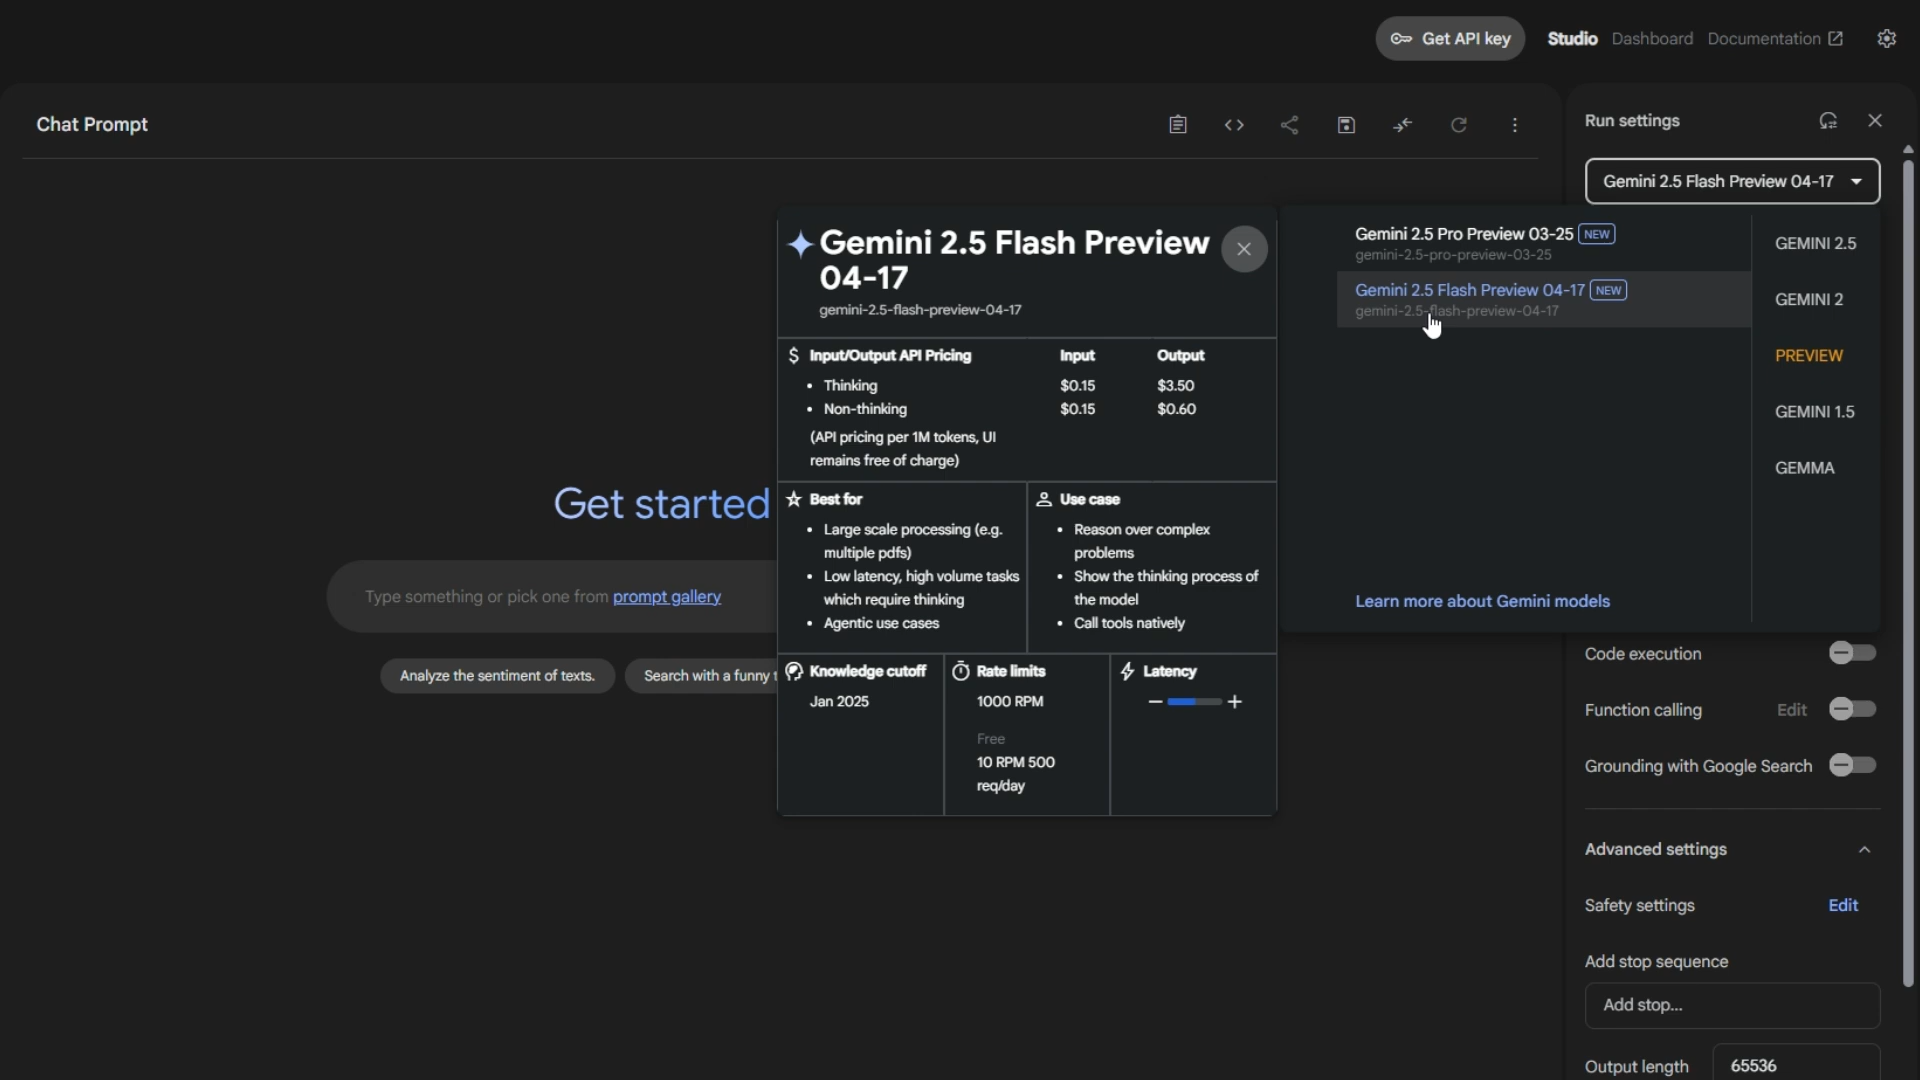 Get API key
Studio
Dashboard
Documentation
Chat Prompt
Run settings
Gemini 2.5 Flash Preview 04-17
Gemini 2.5 Flash Preview
04-17
gemini-2.5-flash-preview-04-17
Input/Output API Pricing Input Output
• Thinking $0.15 $3.50
• Non-thinking $0.15 $0.60
(API pricing per 1M tokens, UI
remains free of charge)
Best for
• Large scale processing (e.g.
multiple pdfs)
• Low latency, high volume tasks
which require thinking
• Agentic use cases
Use case
• Reason over complex
problems
• Show the thinking process of
the model
• Call tools natively
Knowledge cutoff
Jan 2025
Rate limits
1000 RPM
Free
10 RPM 500
req/day
Latency
Gemini 2.5 Pro Preview 03-25 NEW
gemini-2.5-pro-preview-03-25
Gemini 2.5 Flash Preview 04-17 NEW
gemini-2.5-flash-preview-04-17
Learn more about Gemini models
GEMINI 2.5
GEMINI 2
PREVIEW
GEMINI 1.5
GEMMA
Get started
Type something or pick one from prompt gallery
Analyze the sentiment of texts.
Search with a funny
Code execution
Function calling Edit
Grounding with Google Search
Advanced settings
Safety settings Edit
Add stop sequence
Add stop...
Output length 65536